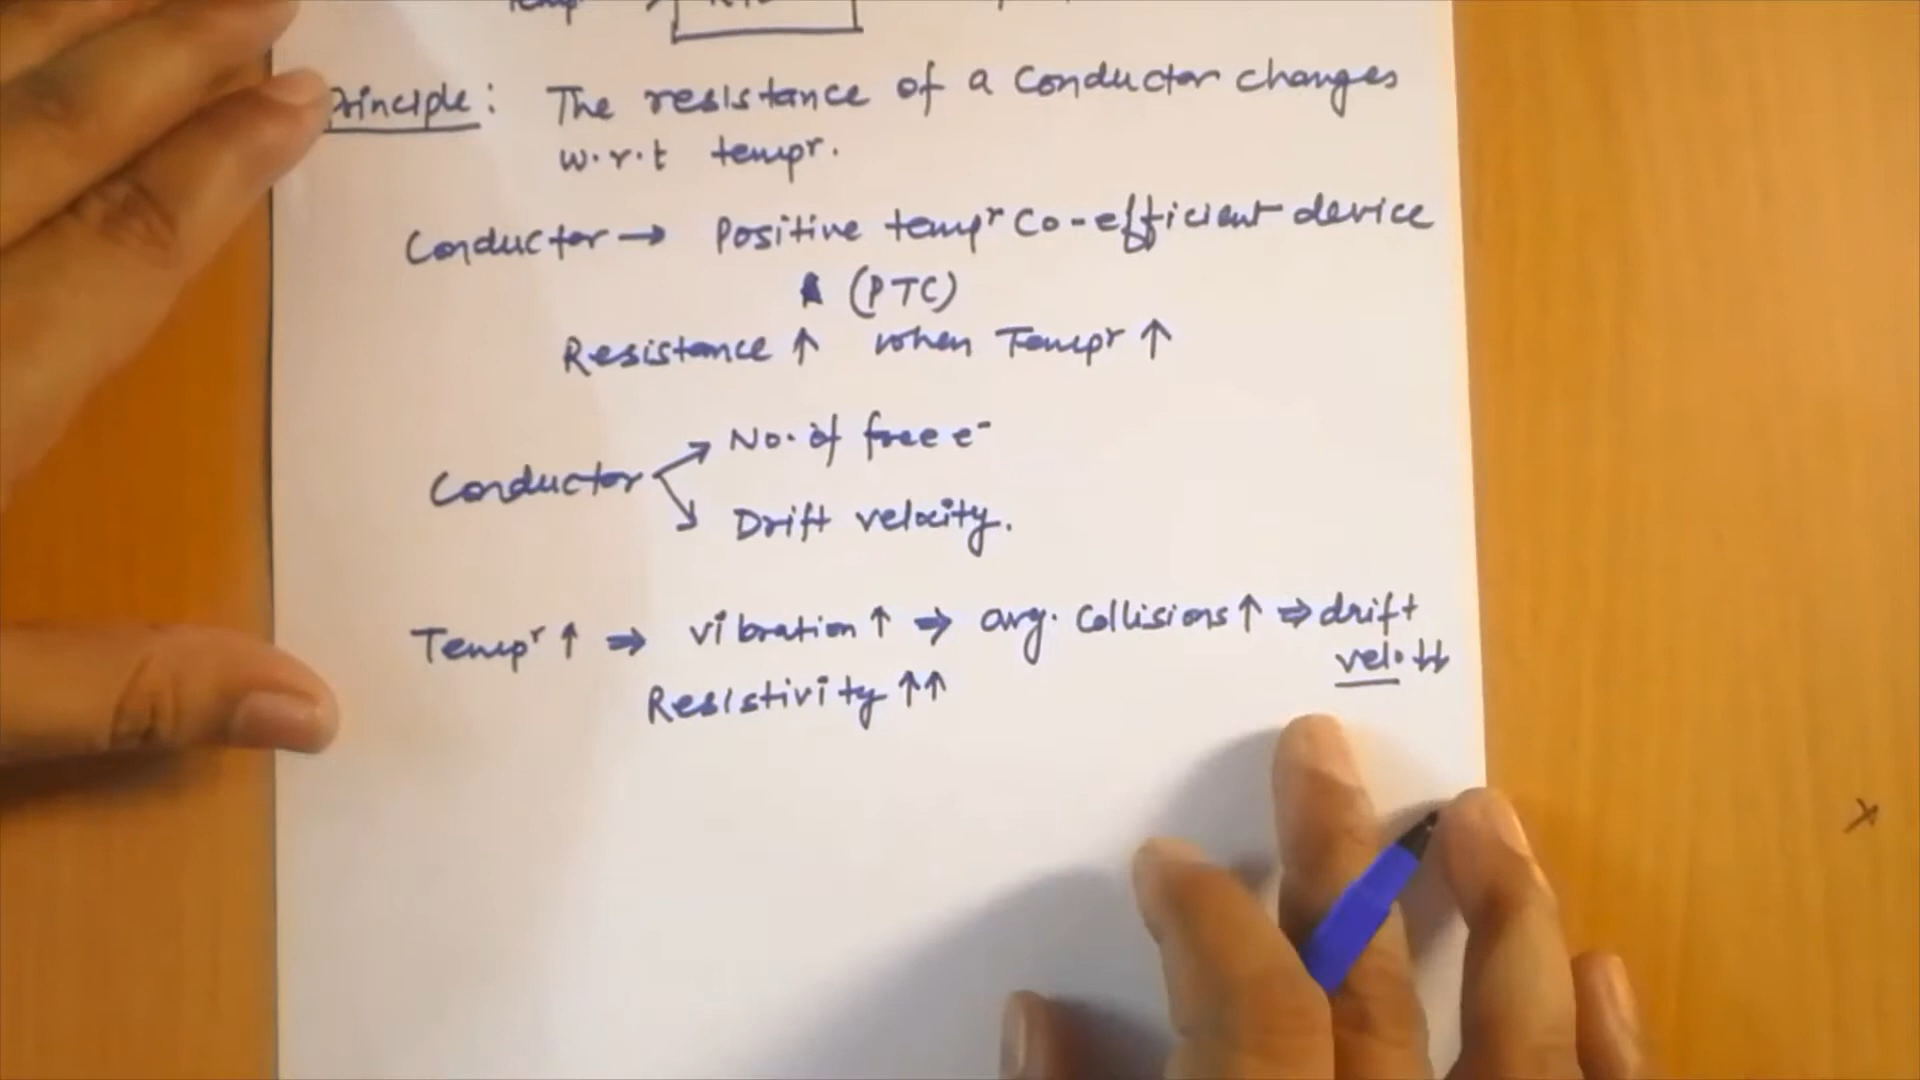 Principle: The resistance of a conductor changes
w.r.t tempr.
Conductor → Positive tempr Co-efficient device
(PTC)
Resistance ↑ when Tempr ↑
Conductor
No. of free e-
Drift velocity.
Tempr ↑ ⇒ vibration ↑ ⇒ avg. Collisions ↑ ⇒ drift
velo ↓↓
Resistivity ↑↑